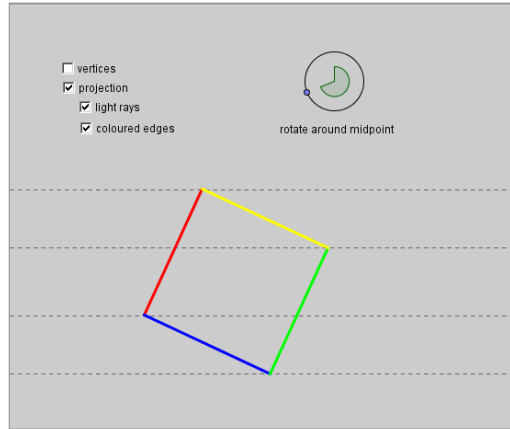 vertices
projection
light rays
coloured edges
rotate around midpoint